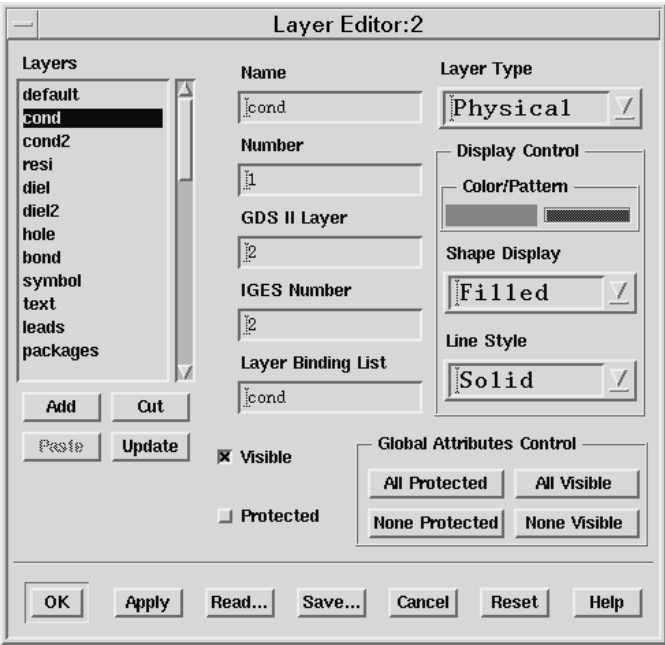 Layer Editor:2
Layers
default
cond
cond2
resi
diel
diel2
hole
bond
symbol
text
leads
packages
Add
Cut
Paste
Update
Name
cond
Number
1
GDS II Layer
2
IGES Number
2
Layer Binding List
cond
Visible
Protected
Layer Type
Physical
Display Control
Color/Pattern
Shape Display
Filled
Line Style
Solid
Global Attributes Control
All Protected
All Visible
None Protected
None Visible
OK
Apply
Read...
Save...
Cancel
Reset
Help